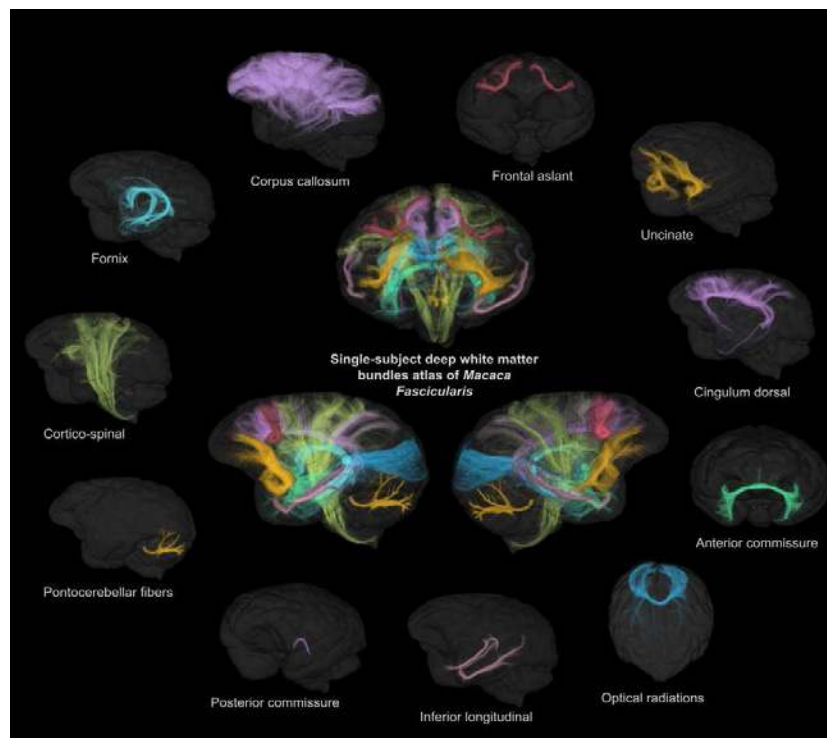 Corpus callosum
Frontal aslant
Uncinate
Fornix
Single-subject deep white matter
bundles atlas of Macaca
Fascicularis
Cingulum dorsal
Cortico-spinal
Anterior commissure
Pontocerebellar fibers
Posterior commissure
Inferior longitudinal
Optical radiations